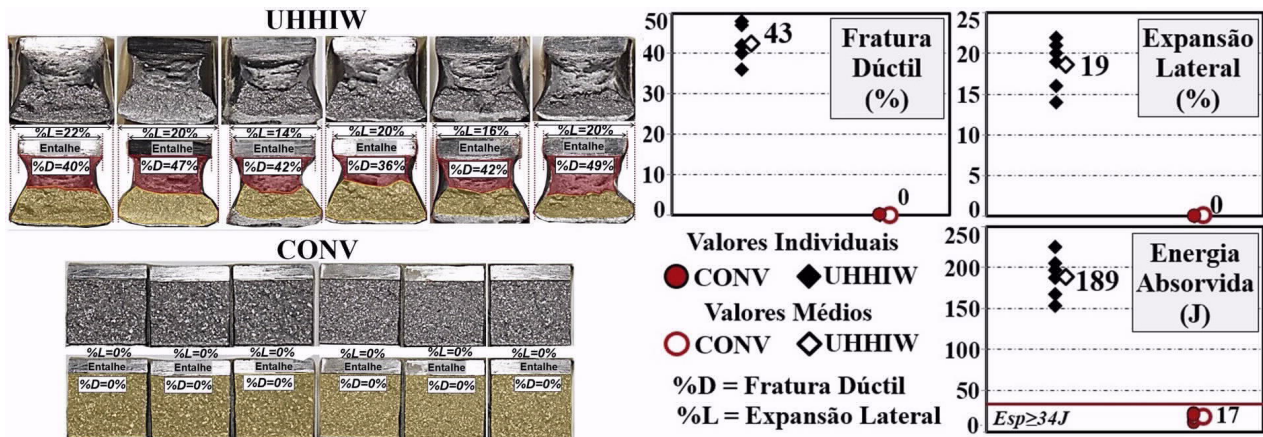 UHHIW
%L=22% %L=20% %L=14% %L=20% %L=16% %L=20%
Entalhe Entalhe Entalhe Entalhe Entalhe Entalhe
%D=40% %D=47% %D=42% %D=36% %D=42% %D=49%
CONV
%L=0% %L=0% %L=0% %L=0% %L=0% %L=0%
Entalhe Entalhe Entalhe Entalhe Entalhe Entalhe
%D=0% %D=0% %D=0% %D=0% %D=0% %D=0%
50
40
30
20
10
0
43
0
Fratura
Dúctil
(%)
25
20
15
10
5
0
19
0
Expansão
Lateral
(%)
Valores Individuais
CONV UHHIW
Valores Médios
CONV UHHIW
%D = Fratura Dúctil
%L = Expansão Lateral
250
200
150
100
50
0
189
17
Energia
Absorvida
(J)
Esp≥34J